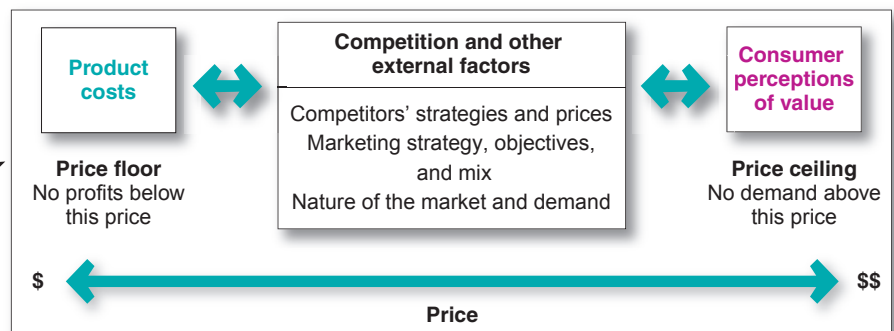 Product
costs
Price floor
No profits below
this price
Competition and other
external factors
Competitors’ strategies and prices
Marketing strategy, objectives,
and mix
Nature of the market and demand
Consumer
perceptions
of value
Price ceiling
No demand above
this price
$
$$
Price